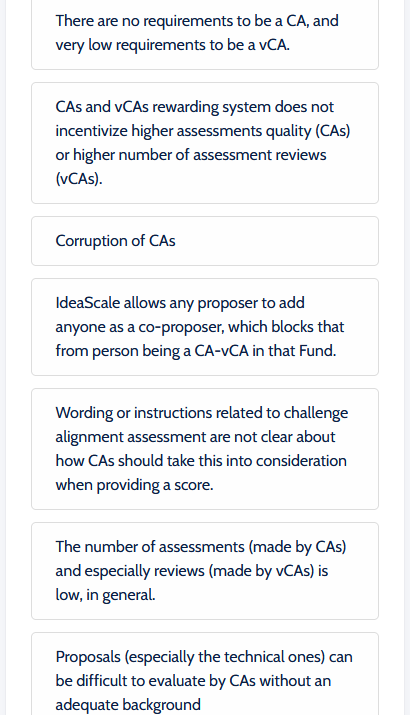 There are no requirements to be a CA, and
very low requirements to be a vCA.
CAs and vCAs rewarding system does not
incentivize higher assessments quality (CAs)
or higher number of assessment reviews
(vCAs).
Corruption of CAs
IdeaScale allows any proposer to add
anyone as a co-proposer, which blocks that
from person being a CA-vCA in that Fund.
Wording or instructions related to challenge
alignment assessment are not clear about
how CAs should take this into consideration
when providing a score.
The number of assessments (made by CAs)
and especially reviews (made by vCAs) is
low, in general.
Proposals (especially the technical ones) can
be difficult to evaluate by CAs without an
adequate background